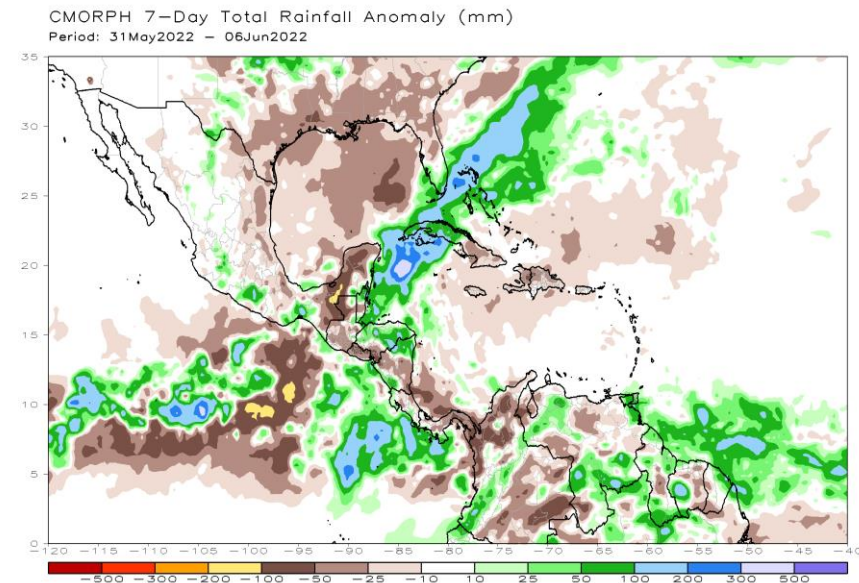 CMORPH 7-Day Total Rainfall Anomaly (mm)
Period: 31May2022 - 06Jun2022
35
30
25
20
15
10
5
0
-120 -115 -110 -105 -100 -95 -90 -85 -80 -75 -70 -65 -60 -55 -50 -45 -40
-500 -300 -200 -100 -50 -25 -10 10 25 50 100 200 300 500